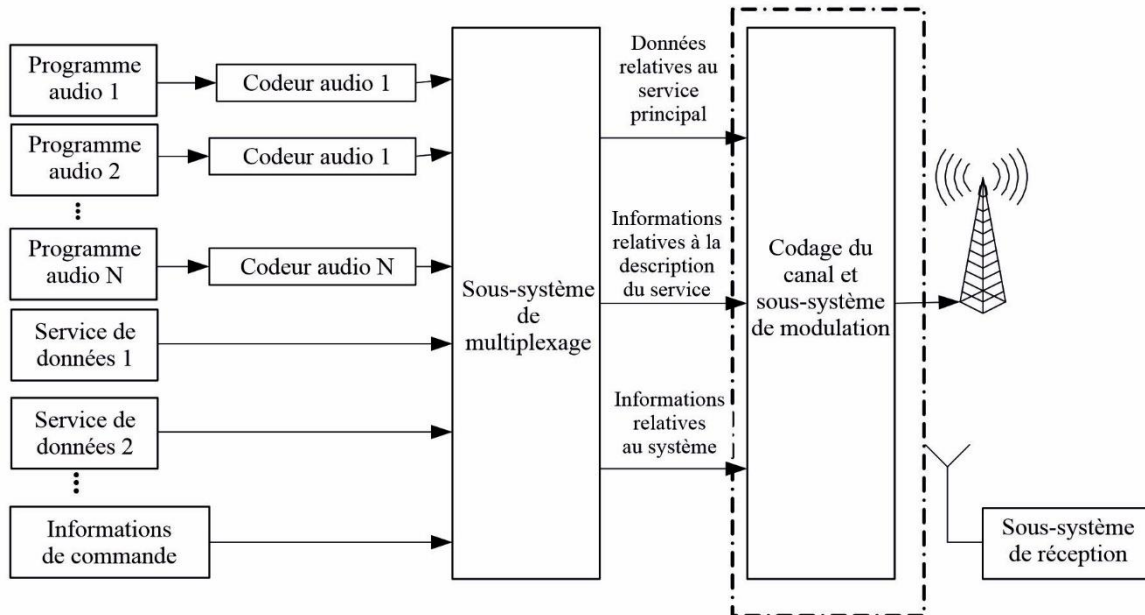 Programme
audio 1
Codeur audio 1
Programme
audio 2
Codeur audio 1
Programme
audio N
Codeur audio N
Service de
données 1
Service de
données 2
Informations
de commande
Sous-système
de
multiplexage
Données
relatives au
service
principal
Informations
relatives à la
description
du service
Informations
relatives
au système
Codage du
canal et
sous-système
de modulation
Sous-système
de réception